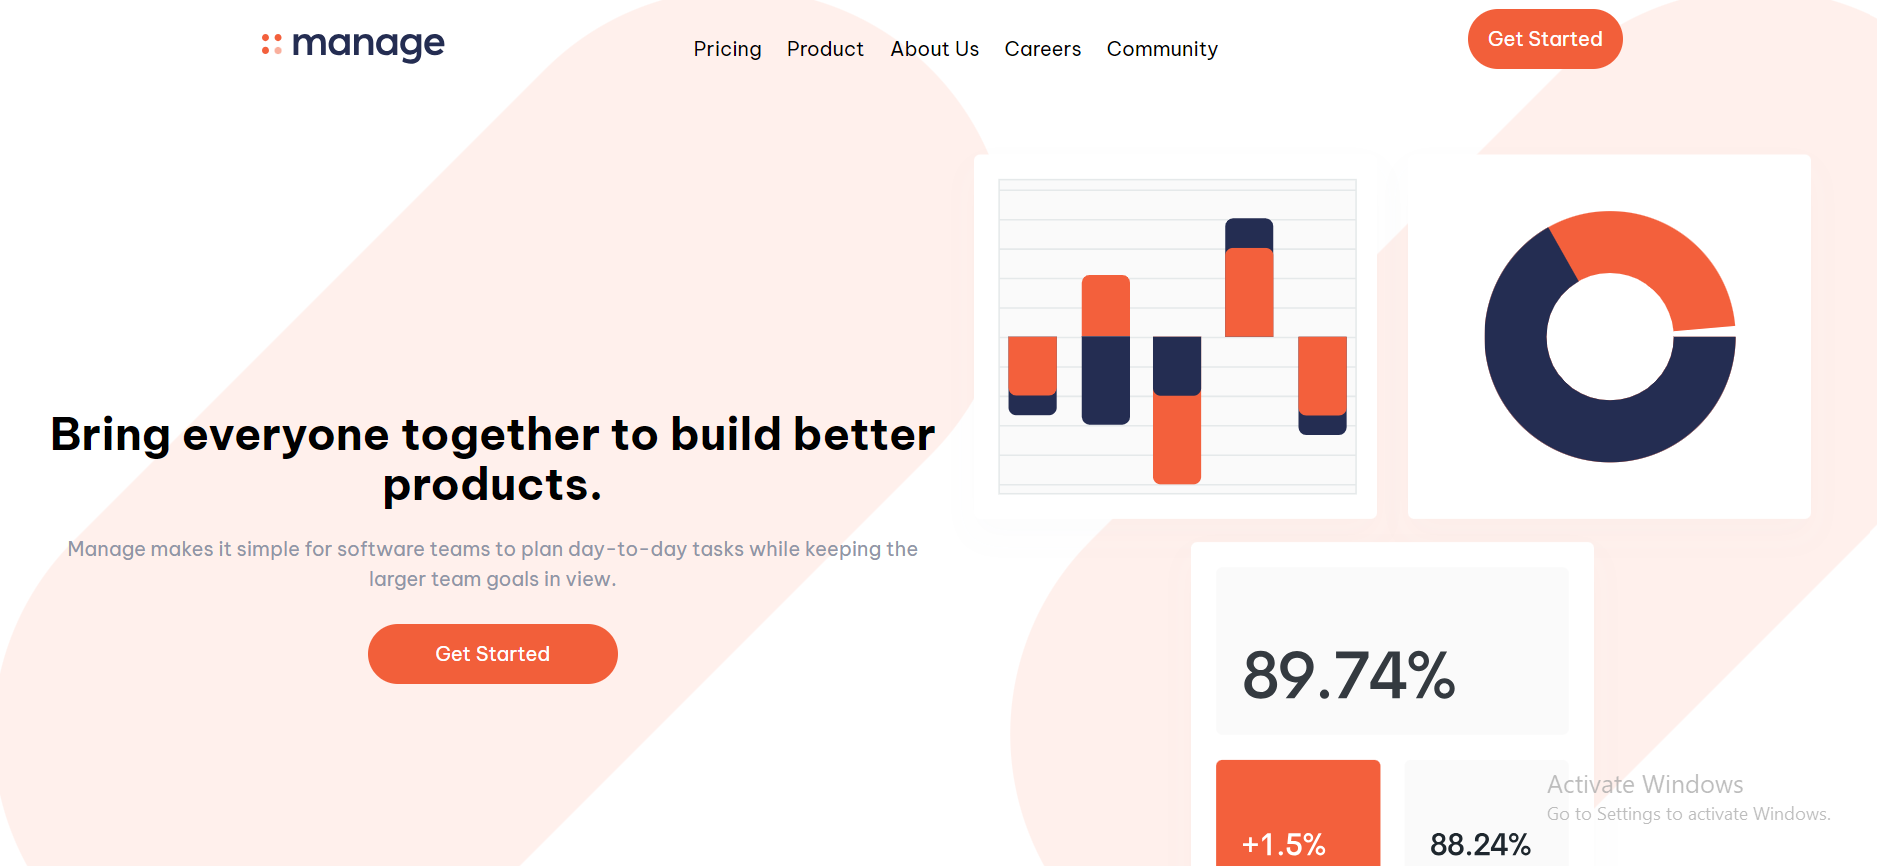 manage
Pricing Product About Us Careers Community
Get Started
Bring everyone together to build better
products.
Manage makes it simple for software teams to plan day-to-day tasks while keeping the
larger team goals in view.
Get Started
89.74%
+1.5%
88.24%
Activate Windows
Go to Settings to activate Windows.